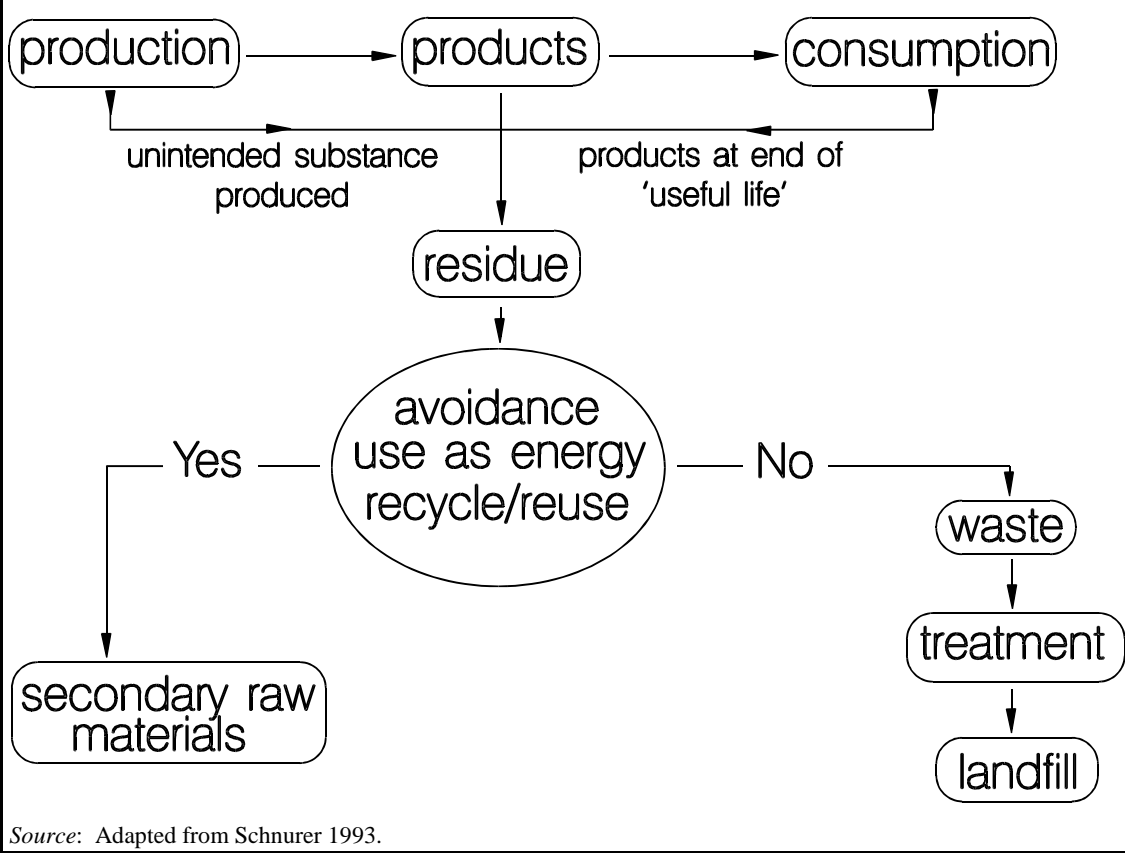 production
products
consumption
unintended substance
produced
products at end of
'useful life'
residue
avoidance
use as energy
recycle/reuse
Yes
No
waste
treatment
landfill
secondary raw
materials
Source: Adapted from Schnurer 1993.